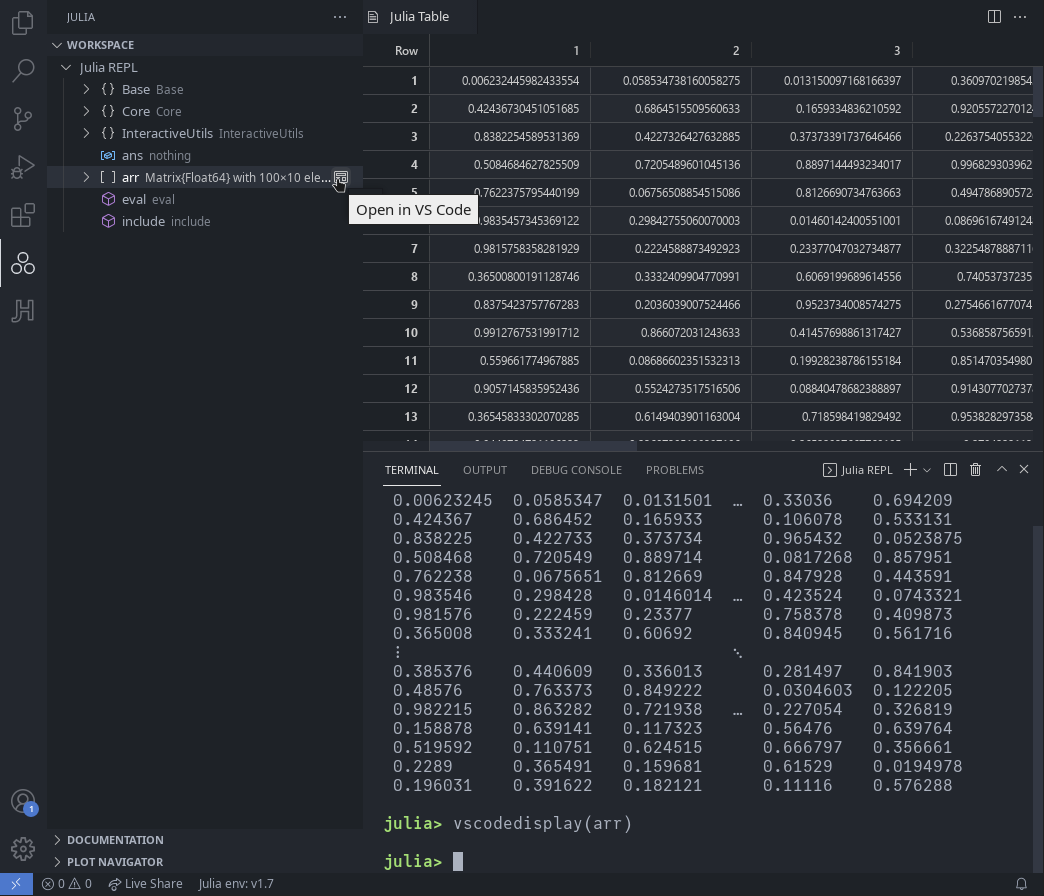 JULIA
WORKSPACE
Julia REPL
{} Base Base
{} Core Core
{} InteractiveUtils InteractiveUtils
ans nothing
[ ] arr Matrix{Float64} with 100×10 ele...
eval eval
include include
Open in VS Code
DOCUMENTATION
PLOT NAVIGATOR
Julia Table
Row 1 2 3
1 0.006232445982433554 0.058534738160058275 0.013150097168166397 0.360970219854
2 0.42436730451051685 0.6864515509560633 0.1659334836210592 0.9205572270124
3 0.8382254589531369 0.4227326427632885 0.37373391737646466 0.2263754055322
4 0.5084684627825509 0.7205489601045136 0.8897144493234017 0.996829303962
5 0.7622375795440199 0.06756508854515086 0.8126690734763663 0.494786890572
0.9835457345369122 0.29842755060070003 0.01460142400551001 0.0869616749124
7 0.9815758358281929 0.2224588873492923 0.23377047032734877 0.322548788871
8 0.36500800191128746 0.3332409904770991 0.6069199689614556 0.74053737235
9 0.8375423757767283 0.2036039007524466 0.9523734008574275 0.2754661677074
10 0.9912767531991712 0.866072031243633 0.41457698861317427 0.536858756591
11 0.559661774967885 0.08686602351532313 0.19928238786155184 0.851470354980
12 0.9057145835952436 0.5524273517516506 0.08840478682388897 0.914307702737
13 0.36545833302070285 0.6149403901163004 0.718598419829492 0.953828297358
TERMINAL OUTPUT DEBUG CONSOLE PROBLEMS Julia REPL
0.00623245 0.0585347 0.0131501 … 0.33036 0.694209
0.424367 0.686452 0.165933 0.106078 0.533131
0.838225 0.422733 0.373734 0.965432 0.0523875
0.508468 0.720549 0.889714 0.0817268 0.857951
0.762238 0.0675651 0.812669 0.847928 0.443591
0.983546 0.298428 0.0146014 … 0.423524 0.0743321
0.981576 0.222459 0.23377 0.758378 0.409873
0.365008 0.333241 0.60692 0.840945 0.561716
⋮ ⋱
0.385376 0.440609 0.336013 0.281497 0.841903
0.48576 0.763373 0.849222 0.0304603 0.122205
0.982215 0.863282 0.721938 … 0.227054 0.326819
0.158878 0.639141 0.117323 0.56476 0.639764
0.519592 0.110751 0.624515 0.666797 0.356661
0.2289 0.365491 0.159681 0.61529 0.0194978
0.196031 0.391622 0.182121 0.11116 0.576288
julia> vscodedisplay(arr)
julia>
1
0 0 Live Share Julia env: v1.7